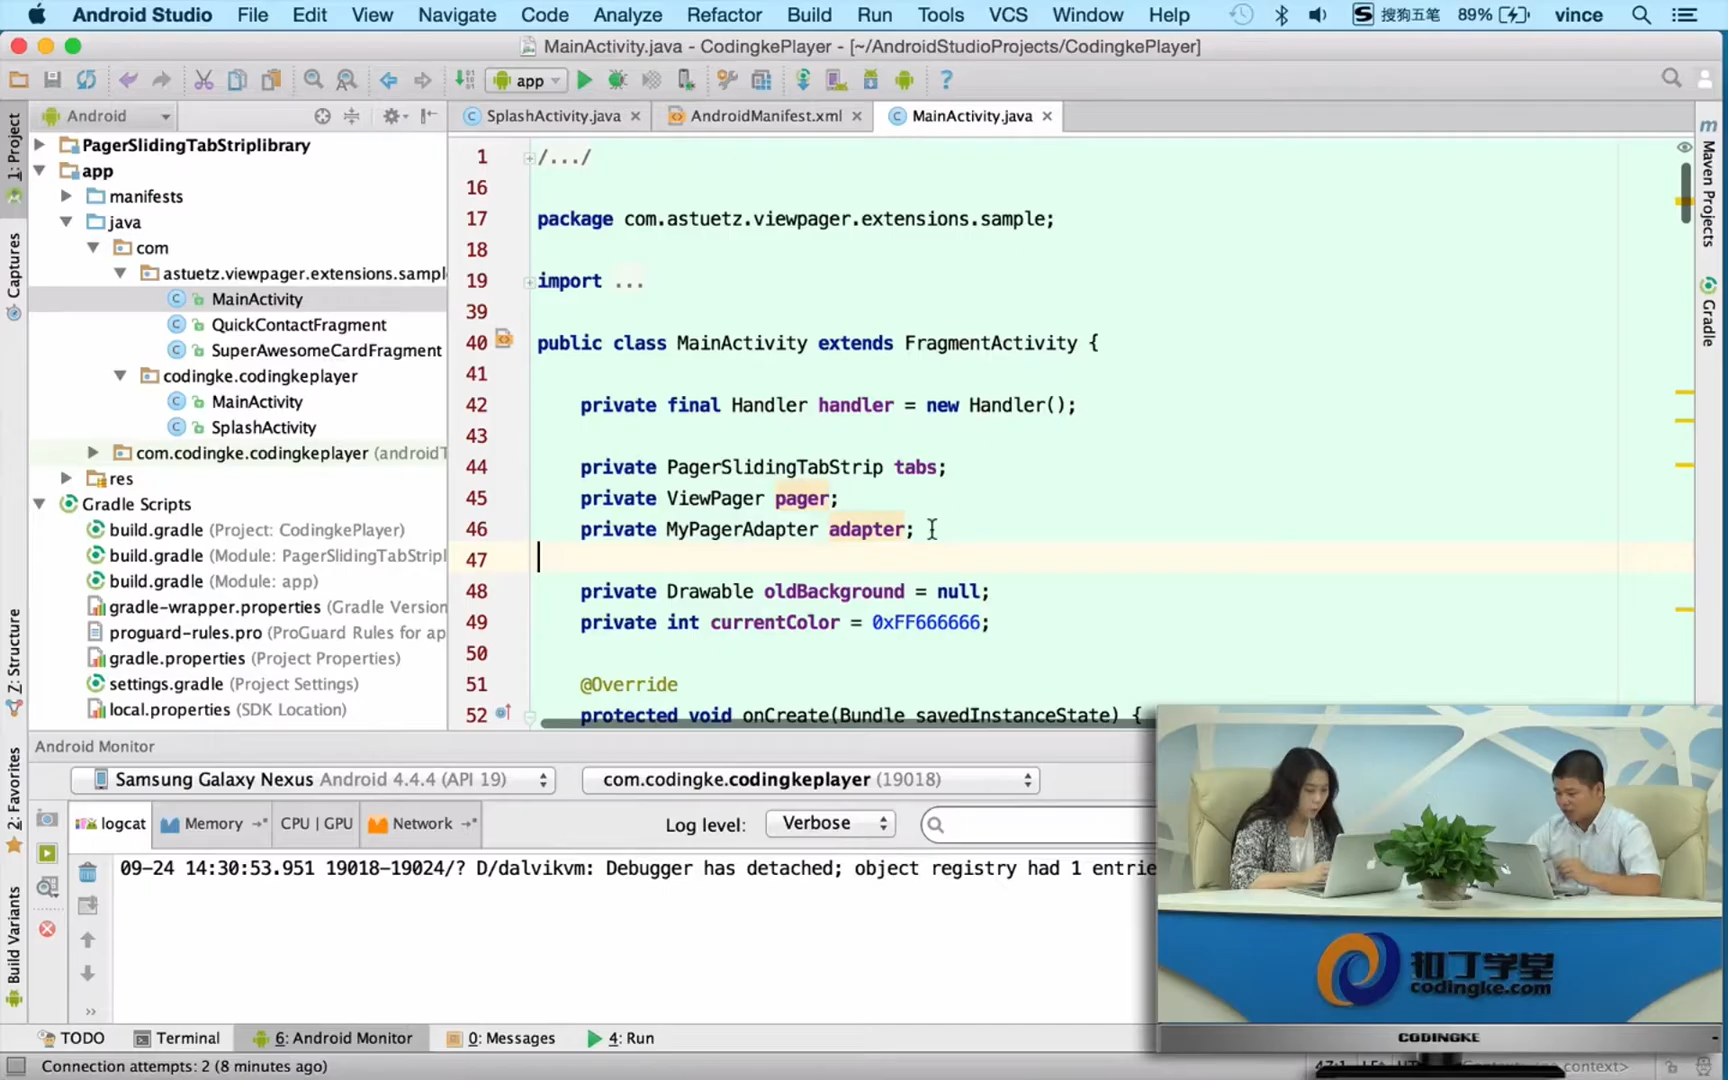 Android Studio File Edit View Navigate Code Analyze Refactor Build Run Tools VCS Window Help S 搜狗五笔 89% vince
MainActivity.java - CodingkePlayer - [~/AndroidStudioProjects/CodingkePlayer]
app ?
Android
SplashActivity.java
AndroidManifest.xml
MainActivity.java
1: Project
Captures
Z: Structure
2: Favorites
Build Variants
PagerSlidingTabStriplibrary
app
manifests
java
com
astuetz.viewpager.extensions.sampl
MainActivity
QuickContactFragment
SuperAwesomeCardFragment
codingke.codingkeplayer
MainActivity
SplashActivity
com.codingke.codingkeplayer (androidT
res
Gradle Scripts
build.gradle (Project: CodingkePlayer)
build.gradle (Module: PagerSlidingTabStripl
build.gradle (Module: app)
gradle-wrapper.properties (Gradle Version
proguard-rules.pro (ProGuard Rules for ap
gradle.properties (Project Properties)
settings.gradle (Project Settings)
local.properties (SDK Location)
1 /.../
16
17 package com.astuetz.viewpager.extensions.sample;
18
19 import ...
39
40 public class MainActivity extends FragmentActivity {
41
42 private final Handler handler = new Handler();
43
44 private PagerSlidingTabStrip tabs;
45 private ViewPager pager;
46 private MyPagerAdapter adapter;
47
48 private Drawable oldBackground = null;
49 private int currentColor = 0xFF666666;
50
51 @Override
52 protected void onCreate(Bundle savedInstanceState) {
m
Maven Projects
Gradle
Android Monitor
Samsung Galaxy Nexus Android 4.4.4 (API 19)
com.codingke.codingkeplayer (19018)
logcat Memory CPU | GPU Network
Log level: Verbose
09-24 14:30:53.951 19018-19024/? D/dalvikvm: Debugger has detached; object registry had 1 entrie
扣丁学堂
codingke.com
CODINGKE
TODO Terminal 6: Android Monitor 0: Messages 4: Run
Connection attempts: 2 (8 minutes ago)
context>